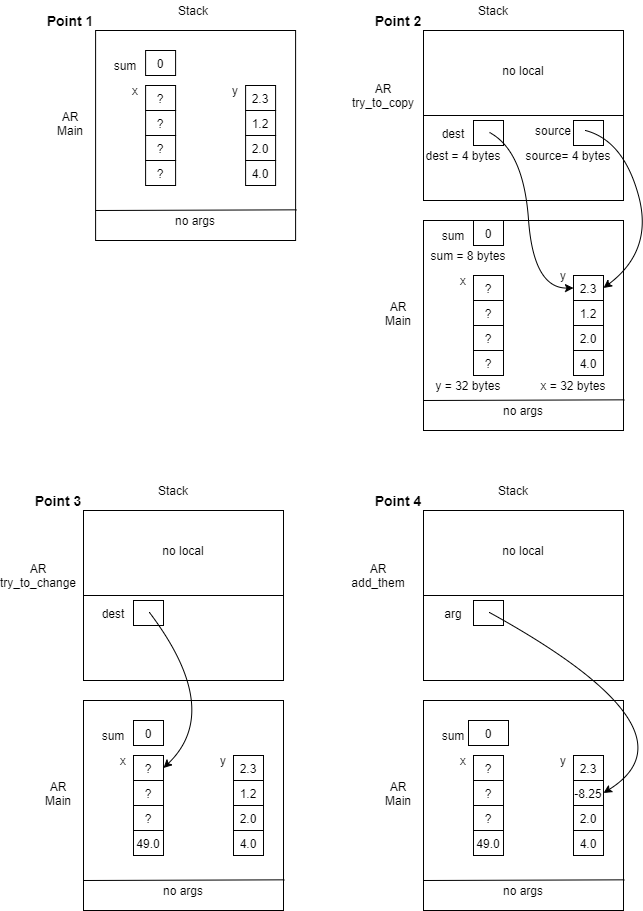 Stack
Point 1
sum
0
x
y
?
2.3
?
1.2
?
2.0
?
4.0
AR
Main
no args
Stack
Point 2
no local
AR
try_to_copy
dest
source
dest = 4 bytes
source= 4 bytes
sum
0
sum = 8 bytes
x
y
?
2.3
?
1.2
?
2.0
?
4.0
AR
Main
y = 32 bytes
x = 32 bytes
no args
Stack
Point 3
no local
AR
try_to_change
dest
sum
0
x
y
?
2.3
?
1.2
?
2.0
49.0
4.0
AR
Main
no args
Stack
Point 4
no local
AR
add_them
arg
sum
0
x
y
?
2.3
?
-8.25
?
2.0
49.0
4.0
AR
Main
no args